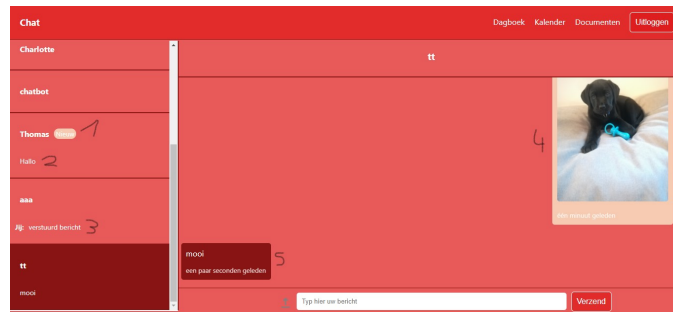 Chat
Dagboek Kalender Documenten Uitloggen
Charlotte
tt
chatbot
Thomas 1
4
Hallo 2
aaa
een minuut geleden
Jij: verstuurd bericht 3
mooi
een paar seconden geleden
5
tt
mooi
Typ hier uw bericht Verzend